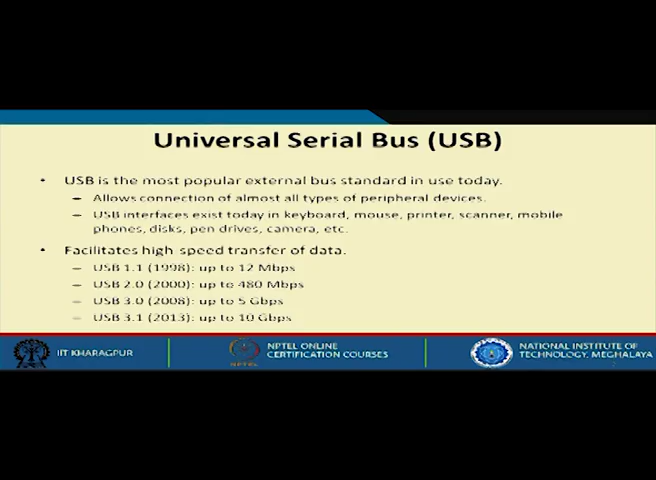 Universal Serial Bus (USB)
• USB is the most popular external bus standard in use today.
– Allows connection of almost all types of peripheral devices.
– USB interfaces exist today in keyboard, mouse, printer, scanner, mobile
phones, disks, pen drives, camera, etc.
• Facilitates high-speed transfer of data.
– USB 1.1 (1998): up to 12 Mbps
– USB 2.0 (2000): up to 480 Mbps
– USB 3.0 (2008): up to 5 Gbps
– USB 3.1 (2013): up to 10 Gbps
IIT KHARAGPUR
NPTEL
NPTEL ONLINE
CERTIFICATION COURSES
NATIONAL INSTITUTE OF
TECHNOLOGY, MEGHALAYA